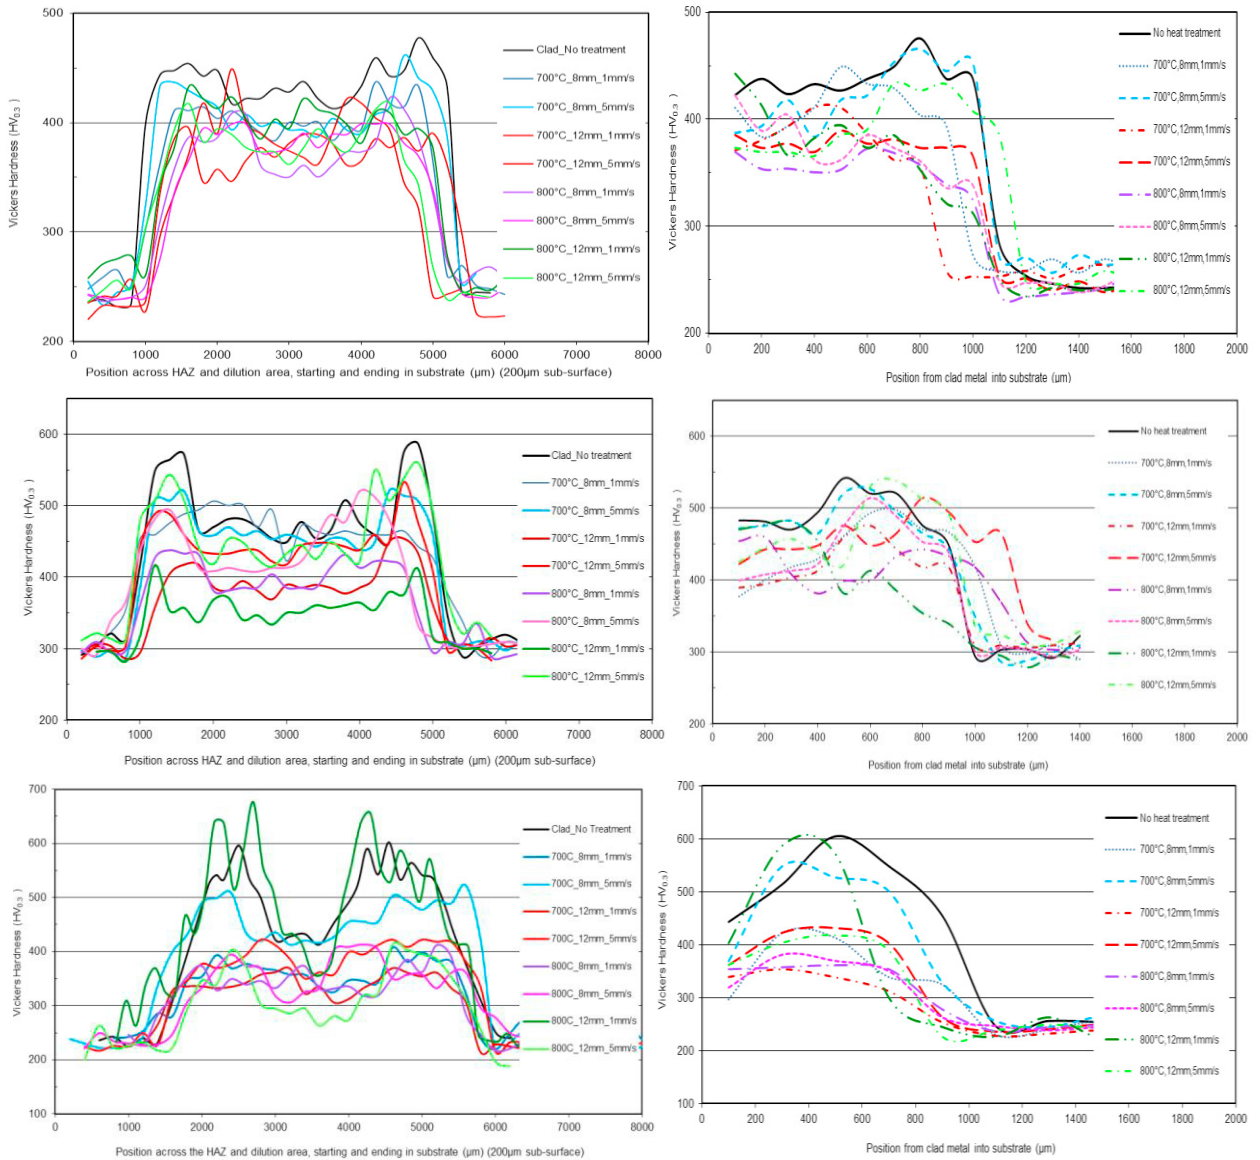 500
400
300
200
Vickers Hardness (HV0.3 )
0 1000 2000 3000 4000 5000 6000 7000 8000
Position across HAZ and dilution area, starting and ending in substrate (µm) (200µm sub-surface)
Clad_No treatment
700°C_8mm_1mm/s
700°C_8mm_5mm/s
700°C_12mm_1mm/s
700°C_12mm_5mm/s
800°C_8mm_1mm/s
800°C_8mm_5mm/s
800°C_12mm_1mm/s
800°C_12mm_5mm/s
500
400
300
200
Vickers Hardness (HV0.3 )
0 200 400 600 800 1000 1200 1400 1600 1800 2000
Position from clad metal into substrate (µm)
No heat treatment
700°C,8mm,1mm/s
700°C,8mm,5mm/s
700°C,12mm,1mm/s
700°C,12mm,5mm/s
800°C,8mm,1mm/s
800°C,8mm,5mm/s
800°C,12mm,1mm/s
800°C,12mm,5mm/s
600
500
400
300
200
Vickers Hardness (HV0.3 )
0 1000 2000 3000 4000 5000 6000 7000 8000
Position across HAZ and dilution area, starting and ending in substrate (µm) (200µm sub-surface)
Clad_No treatment
700°C_8mm_1mm/s
700°C_8mm_5mm/s
700°C_12mm_1mm/s
700°C_12mm_5mm/s
800°C_8mm_1mm/s
800°C_8mm_5mm/s
800°C_12mm_1mm/s
800°C_12mm_5mm/s
600
500
400
300
200
Vickers Hardness (HV0.3 )
0 200 400 600 800 1000 1200 1400 1600 1800 2000
Position from clad metal into substrate (µm)
No heat treatment
700°C,8mm,1mm/s
700°C,8mm,5mm/s
700°C,12mm,1mm/s
700°C,12mm,5mm/s
800°C,8mm,1mm/s
800°C,8mm,5mm/s
800°C,12mm,1mm/s
800°C,12mm,5mm/s
700
600
500
400
300
200
100
Vickers Hardness (HV0.3 )
0 1000 2000 3000 4000 5000 6000 7000 8000
Position across the HAZ and dilution area, starting and ending in substrate (µm) (200µm sub-surface)
Clad_No Treatment
700C_8mm_1mm/s
700C_8mm_5mm/s
700C_12mm_1mm/s
700C_12mm_5mm/s
800C_8mm_1mm/s
800C_8mm_5mm/s
800C_12mm_1mm/s
800C_12mm_5mm/s
700
600
500
400
300
200
100
Vickers Hardness (HV0.3 )
0 200 400 600 800 1000 1200 1400 1600 1800 2000
Position from clad metal into substrate (µm)
No heat treatment
700°C,8mm,1mm/s
700°C,8mm,5mm/s
700°C,12mm,1mm/s
700°C,12mm,5mm/s
800°C,8mm,1mm/s
800°C,8mm,5mm/s
800°C,12mm,1mm/s
800°C,12mm,5mm/s